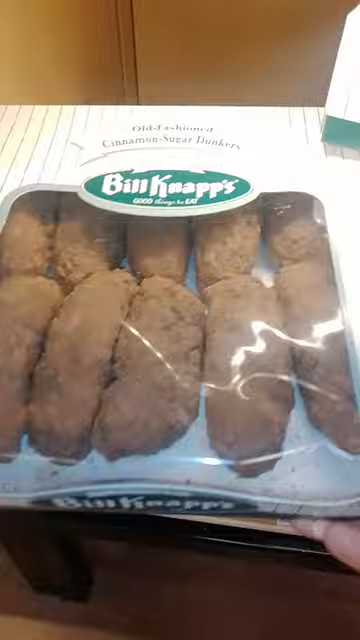 Old-Fashioned
Cinnamon-Sugar Dunkers
Bill Knapp's
GOOD things to EAT
Bill Knapp's